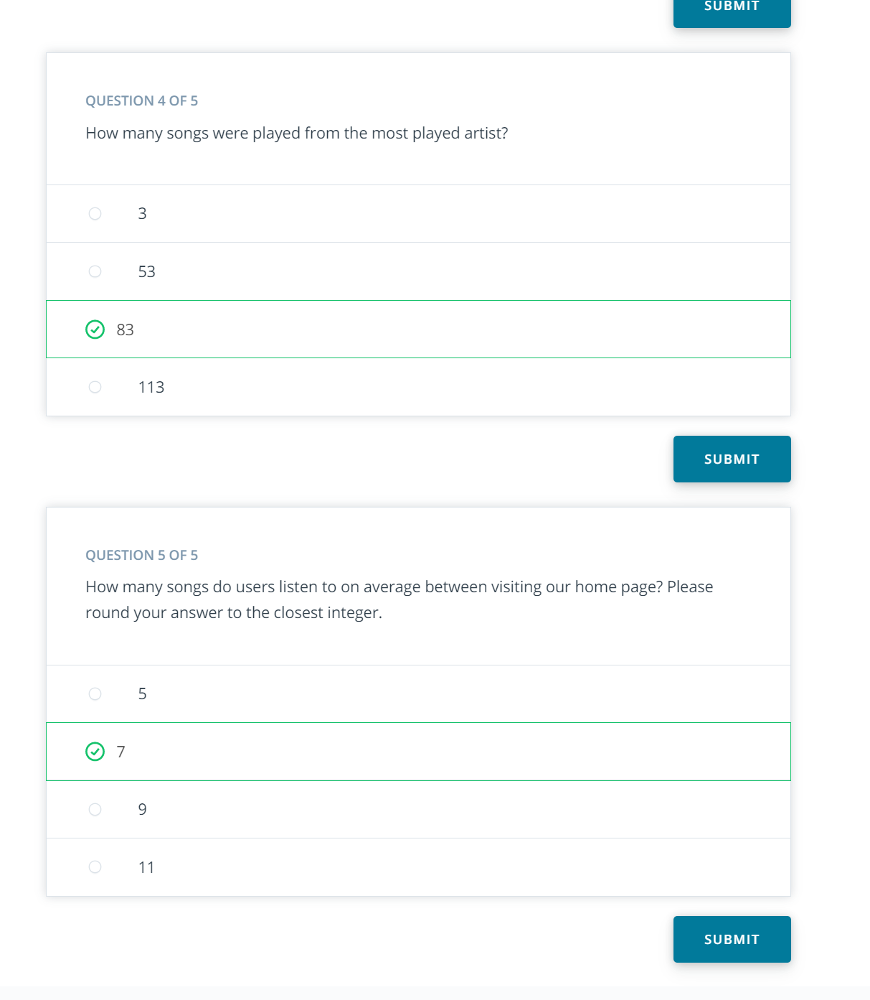 SUBMIT
QUESTION 4 OF 5
How many songs were played from the most played artist?
3
53
83
113
SUBMIT
QUESTION 5 OF 5
How many songs do users listen to on average between visiting our home page? Please
round your answer to the closest integer.
5
7
9
11
SUBMIT